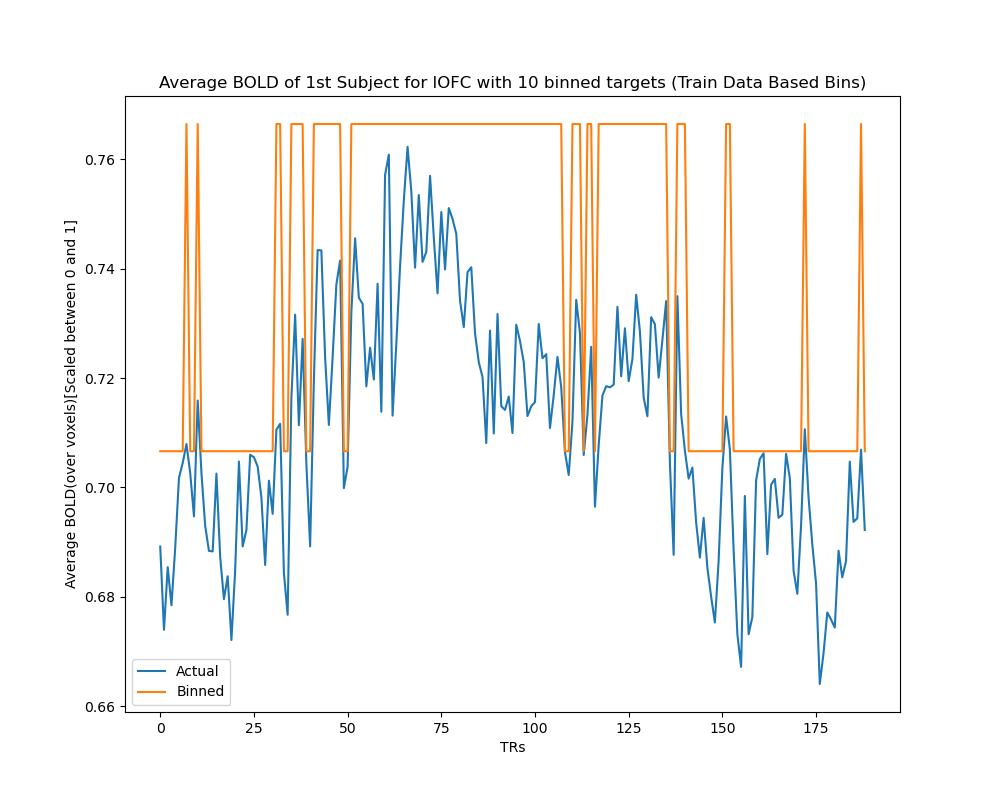 Average BOLD of 1st Subject for IOFC with 10 binned targets (Train Data Based Bins)
Average BOLD(over voxels)[Scaled between 0 and 1]
0.76
0.74
0.72
0.70
0.68
0.66
Actual
Binned
0 25 50 75 100 125 150 175
TRs